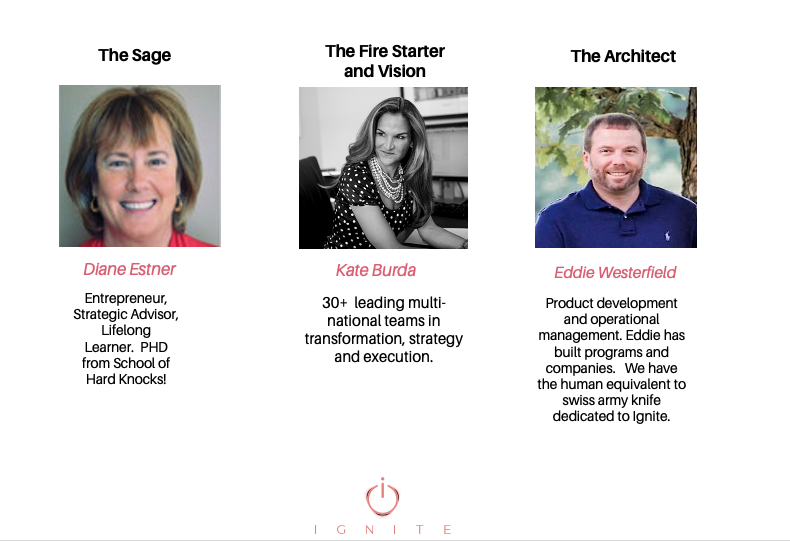 The Sage
Diane Estner
Entrepreneur,
Strategic Advisor,
Lifelong
Learner. PHD
from School of
Hard Knocks!
The Fire Starter
and Vision
Kate Burda
30+ leading multi-
national teams in
transformation, strategy
and execution.
The Architect
Eddie Westerfield
Product development
and operational
management. Eddie has
built programs and
companies. We have
the human equivalent to
swiss army knife
dedicated to Ignite.
IGNITE